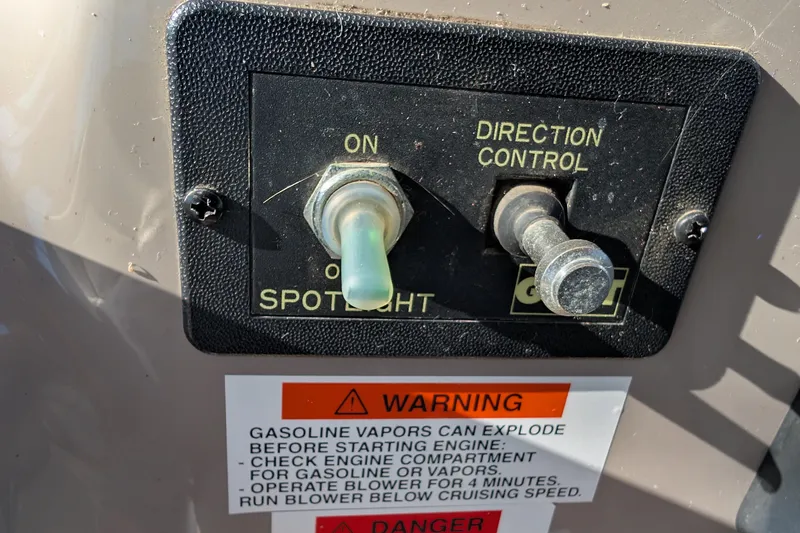 ON
DIRECTION
CONTROL
SPOTLIGHT
WARNING
GASOLINE VAPORS CAN EXPLODE
BEFORE STARTING ENGINE:
- CHECK ENGINE COMPARTMENT
FOR GASOLINE OR VAPORS.
- OPERATE BLOWER FOR 4 MINUTES.
RUN BLOWER BELOW CRUISING SPEED.
DANGER